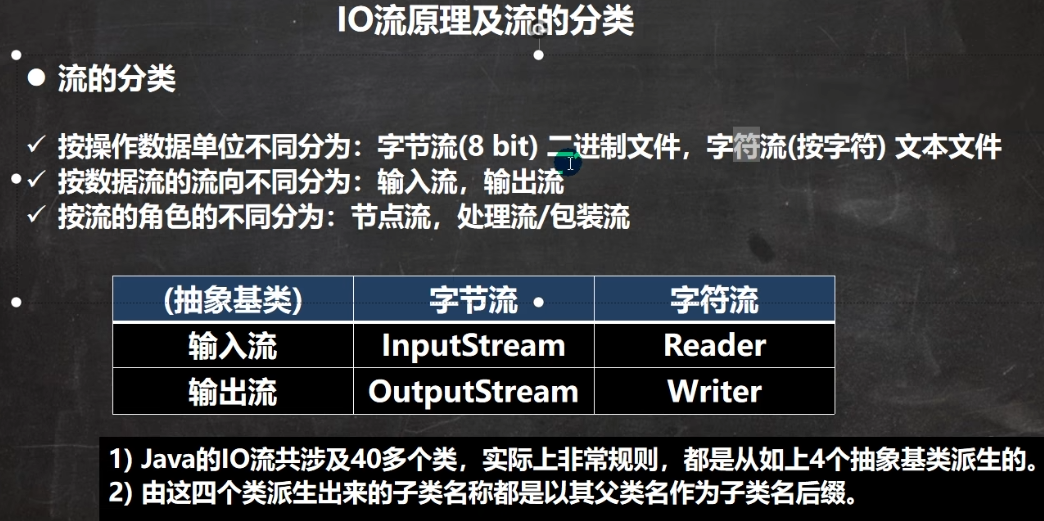 IO流原理及流的分类
● 流的分类
✓ 按操作数据单位不同分为：字节流(8 bit) 二进制文件，字符流(按字符) 文本文件
✓ 按数据流的流向不同分为：输入流，输出流
✓ 按流的角色的不同分为：节点流，处理流/包装流
(抽象基类) 字节流 字符流
输入流 InputStream Reader
输出流 OutputStream Writer
1) Java的IO流共涉及40多个类，实际上非常规则，都是从如上4个抽象基类派生的。
2) 由这四个类派生出来的子类名称都是以其父类名作为子类名后缀。